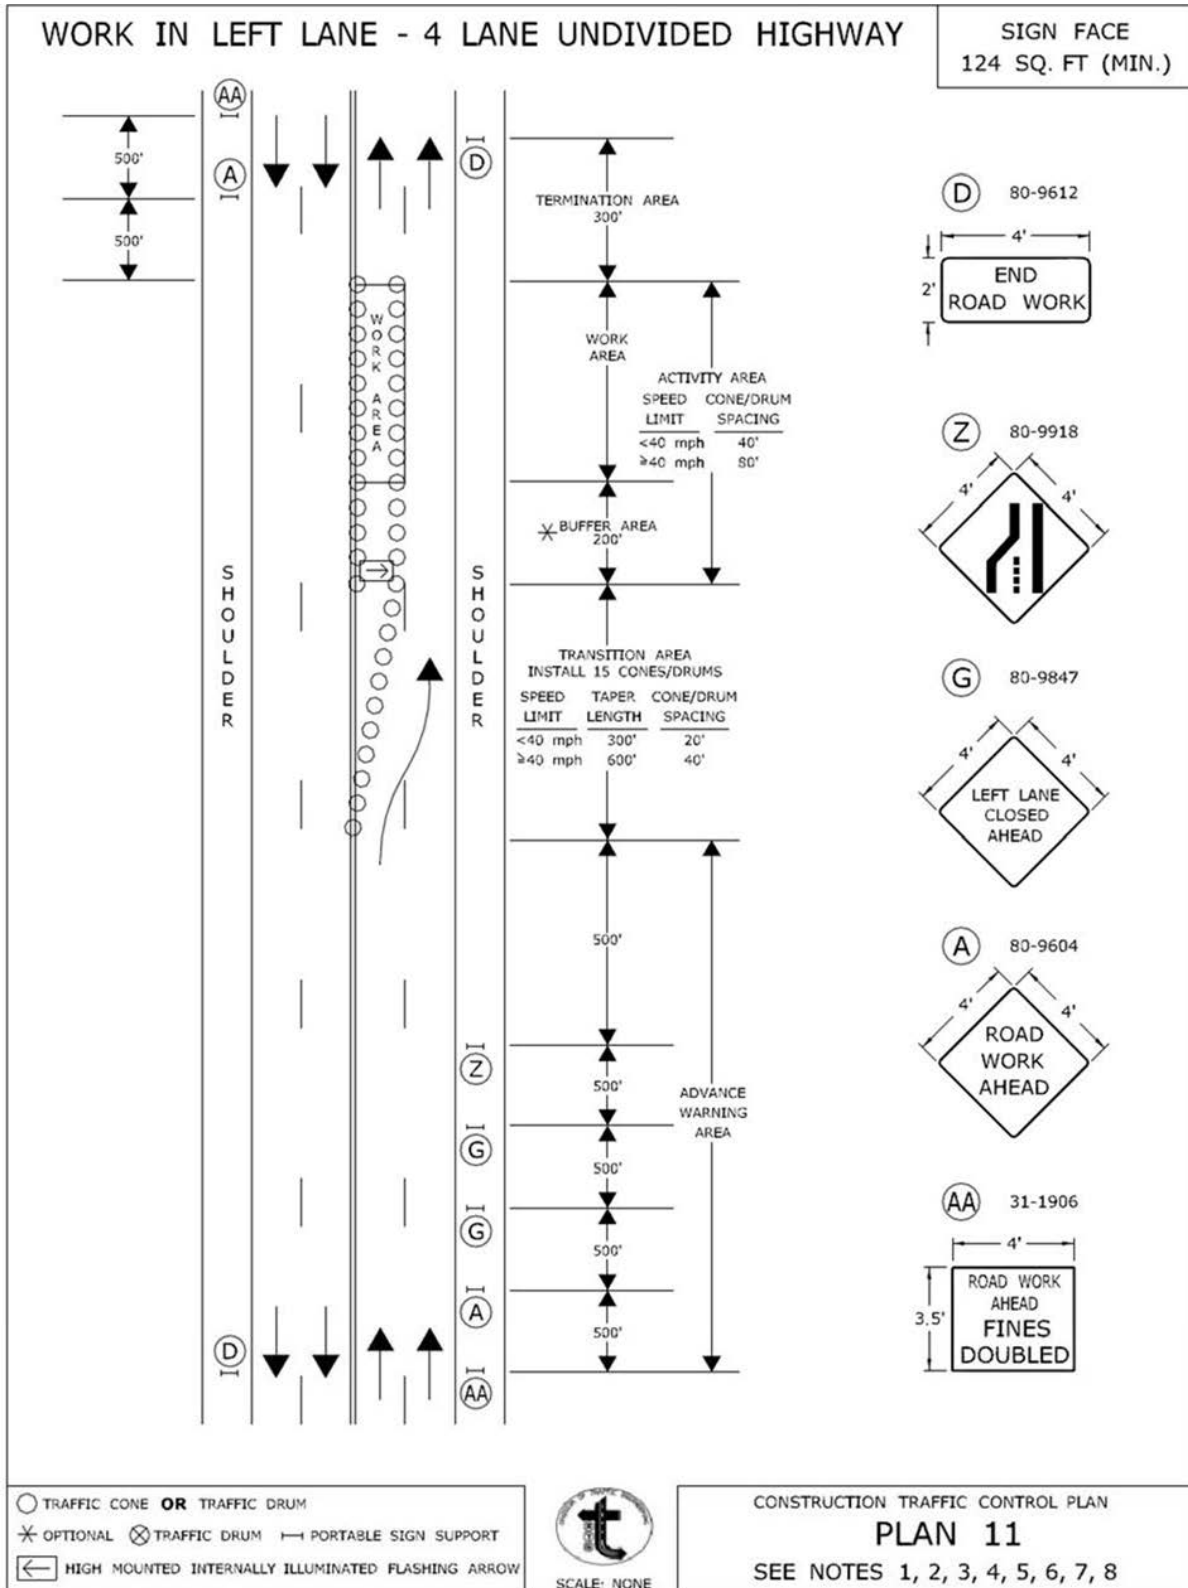 WORK IN LEFT LANE - 4 LANE UNDIVIDED HIGHWAY
SIGN FACE
124 SQ. FT (MIN.)
AA
500'
A
500'
D
TERMINATION AREA
300'
WORK AREA
WORK
AREA
ACTIVITY AREA
SPEED LIMIT CONE/DRUM SPACING
<40 mph 40'
≥40 mph 80'
* BUFFER AREA
200'
SHOULDER
SHOULDER
TRANSITION AREA
INSTALL 15 CONES/DRUMS
SPEED LIMIT TAPER LENGTH CONE/DRUM SPACING
<40 mph 300' 20'
≥40 mph 600' 40'
500'
Z
500'
G
500'
G
500'
A
500'
AA
D
ADVANCE
WARNING
AREA
D 80-9612
4'
2'
END
ROAD WORK
Z 80-9918
4' 4'
G 80-9847
4' 4'
LEFT LANE
CLOSED
AHEAD
A 80-9604
4' 4'
ROAD
WORK
AHEAD
AA 31-1906
4'
3.5'
ROAD WORK
AHEAD
FINES
DOUBLED
TRAFFIC CONE OR TRAFFIC DRUM
* OPTIONAL TRAFFIC DRUM PORTABLE SIGN SUPPORT
HIGH MOUNTED INTERNALLY ILLUMINATED FLASHING ARROW
SCALE: NONE
CONSTRUCTION TRAFFIC CONTROL PLAN
PLAN 11
SEE NOTES 1, 2, 3, 4, 5, 6, 7, 8